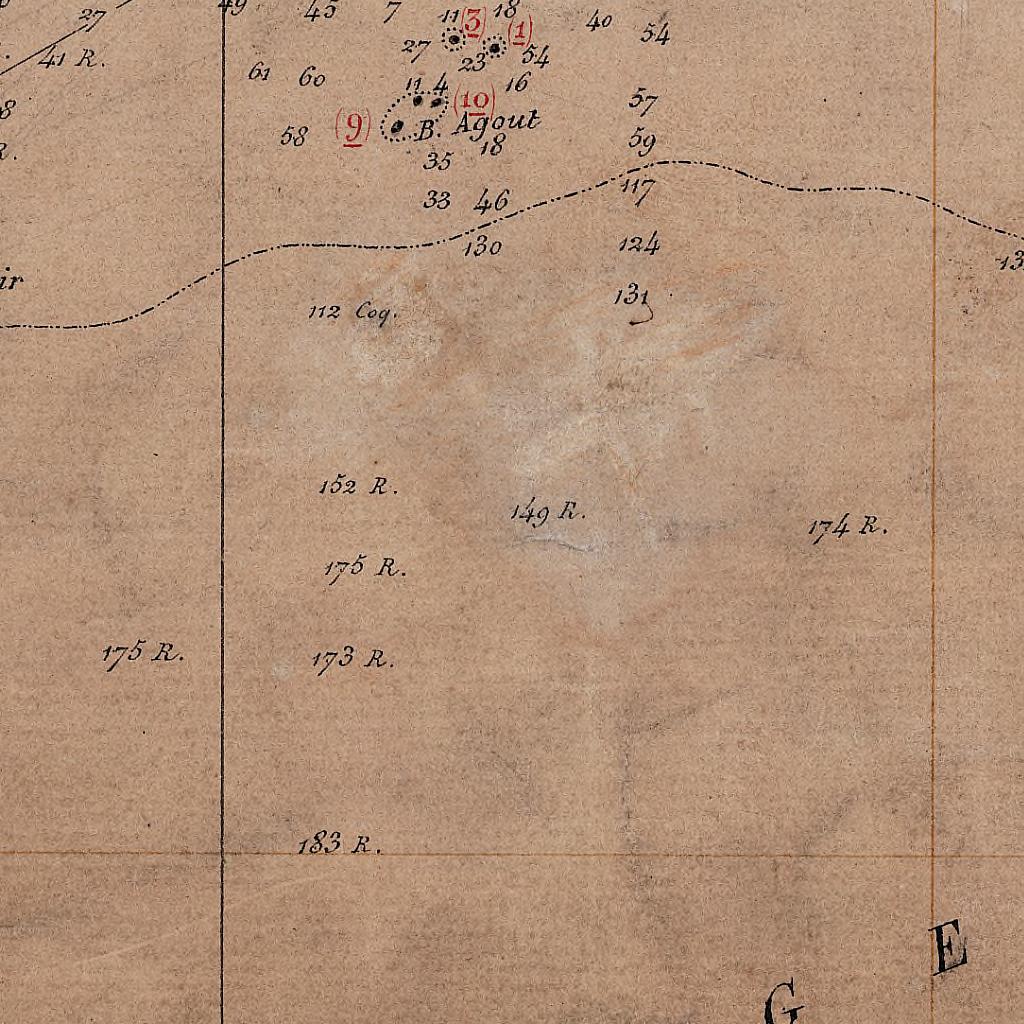 49 45 7 11 (3) 18 (1) 40 54
27
27 23 54
41 R.
61 60 11 4 16
(10) 57
8
(9) B. Agout
58 59
R. 35 18
117
33 46
130 124
13
ir
131
112 Coq.
152 R.
149 R.
174 R.
175 R.
175 R. 173 R.
183 R.
E
G